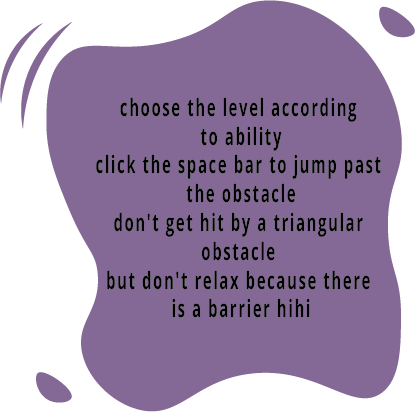 choose the level according
to ability
click the space bar to jump past
the obstacle
don't get hit by a triangular
obstacle
but don't relax because there
is a barrier hihi